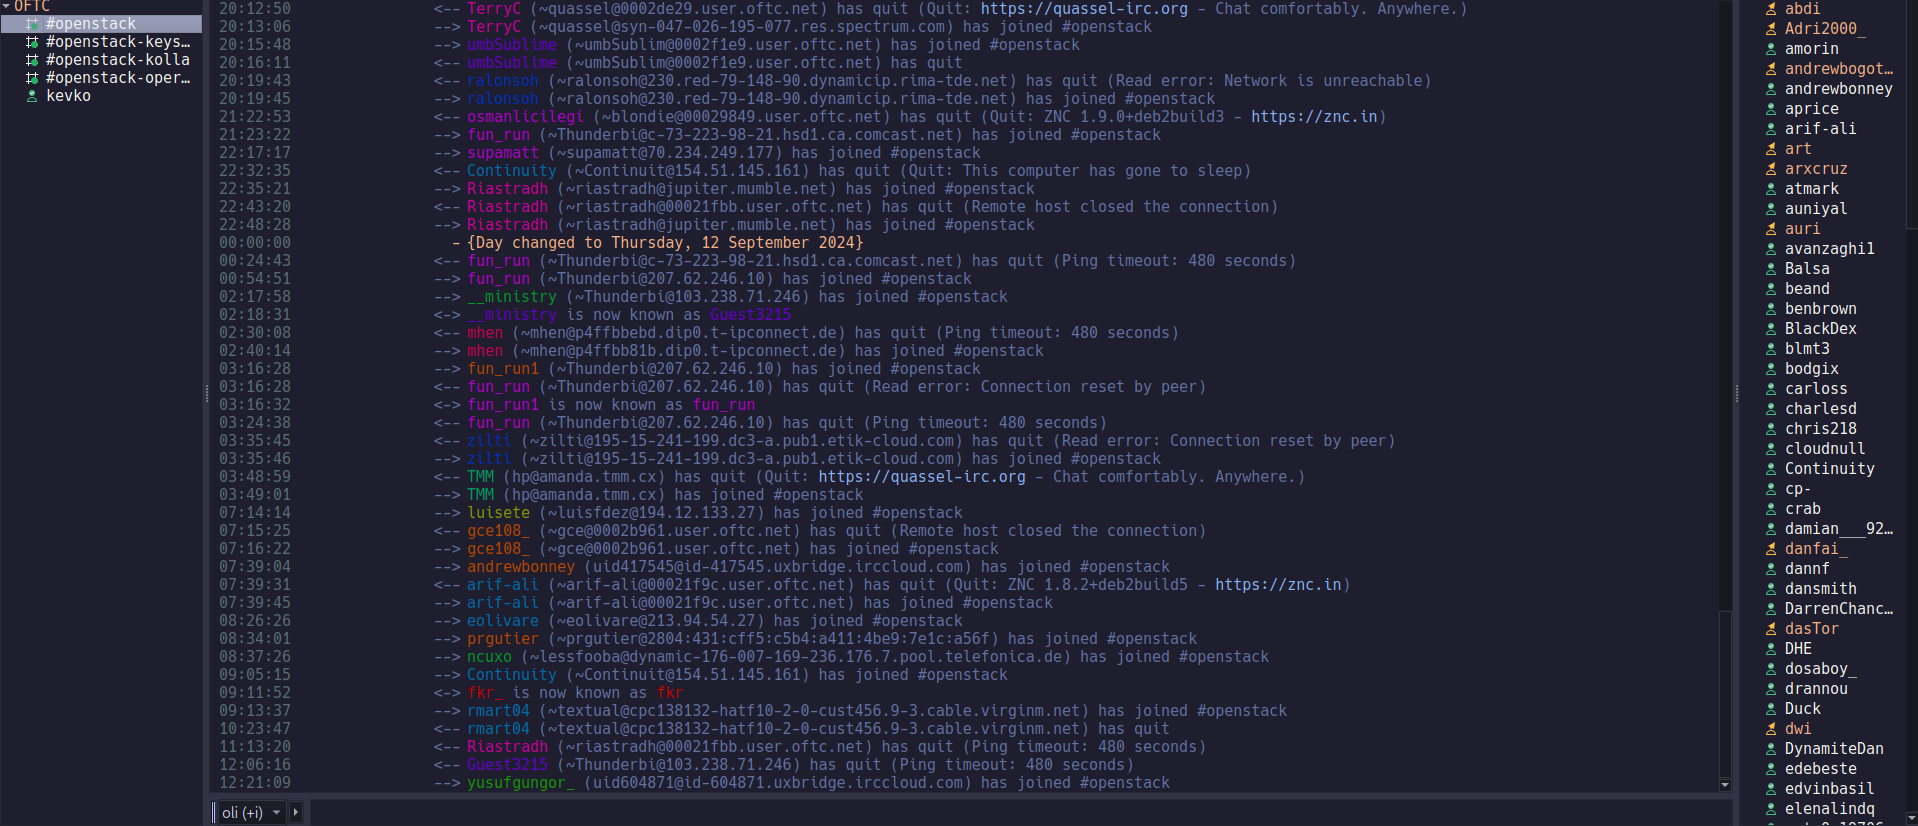 OFTC
#openstack
#openstack-keys…
#openstack-kolla
#openstack-oper…
kevko
20:12:50 <-- TerryC (~quassel@0002de29.user.oftc.net) has quit (Quit: https://quassel-irc.org - Chat comfortably. Anywhere.)
20:13:06 --> TerryC (~quassel@syn-047-026-195-077.res.spectrum.com) has joined #openstack
20:15:48 --> umbSublime (~umbSublim@0002f1e9.user.oftc.net) has joined #openstack
20:16:11 <-- umbSublime (~umbSublim@0002f1e9.user.oftc.net) has quit
20:19:43 <-- ralonsoh (~ralonsoh@230.red-79-148-90.dynamicip.rima-tde.net) has quit (Read error: Network is unreachable)
20:19:45 --> ralonsoh (~ralonsoh@230.red-79-148-90.dynamicip.rima-tde.net) has joined #openstack
21:22:53 <-- osmanlicilegi (~blondie@00029849.user.oftc.net) has quit (Quit: ZNC 1.9.0+deb2build3 - https://znc.in)
21:23:22 --> fun_run (~Thunderbi@c-73-223-98-21.hsd1.ca.comcast.net) has joined #openstack
22:17:17 --> supamatt (~supamatt@70.234.249.177) has joined #openstack
22:32:35 <-- Continuity (~Continuit@154.51.145.161) has quit (Quit: This computer has gone to sleep)
22:35:21 --> Riastradh (~riastradh@jupiter.mumble.net) has joined #openstack
22:43:20 <-- Riastradh (~riastradh@00021fbb.user.oftc.net) has quit (Remote host closed the connection)
22:48:28 --> Riastradh (~riastradh@jupiter.mumble.net) has joined #openstack
00:00:00 - {Day changed to Thursday, 12 September 2024}
00:24:43 <-- fun_run (~Thunderbi@c-73-223-98-21.hsd1.ca.comcast.net) has quit (Ping timeout: 480 seconds)
00:54:51 --> fun_run (~Thunderbi@207.62.246.10) has joined #openstack
02:17:58 --> __ministry (~Thunderbi@103.238.71.246) has joined #openstack
02:18:31 <-> __ministry is now known as Guest3215
02:30:08 <-- mhen (~mhen@p4ffbbebd.dip0.t-ipconnect.de) has quit (Ping timeout: 480 seconds)
02:40:14 --> mhen (~mhen@p4ffbb81b.dip0.t-ipconnect.de) has joined #openstack
03:16:28 --> fun_run1 (~Thunderbi@207.62.246.10) has joined #openstack
03:16:28 <-- fun_run (~Thunderbi@207.62.246.10) has quit (Read error: Connection reset by peer)
03:16:32 <-> fun_run1 is now known as fun_run
03:24:38 <-- fun_run (~Thunderbi@207.62.246.10) has quit (Ping timeout: 480 seconds)
03:35:45 <-- zilti (~zilti@195-15-241-199.dc3-a.pub1.etik-cloud.com) has quit (Read error: Connection reset by peer)
03:35:46 --> zilti (~zilti@195-15-241-199.dc3-a.pub1.etik-cloud.com) has joined #openstack
03:48:59 <-- TMM (hp@amanda.tmm.cx) has quit (Quit: https://quassel-irc.org - Chat comfortably. Anywhere.)
03:49:01 --> TMM (hp@amanda.tmm.cx) has joined #openstack
07:14:14 --> luisete (~luisfdez@194.12.133.27) has joined #openstack
07:15:25 <-- gce108_ (~gce@0002b961.user.oftc.net) has quit (Remote host closed the connection)
07:16:22 --> gce108_ (~gce@0002b961.user.oftc.net) has joined #openstack
07:39:04 --> andrewbonney (uid417545@id-417545.uxbridge.irccloud.com) has joined #openstack
07:39:31 <-- arif-ali (~arif-ali@00021f9c.user.oftc.net) has quit (Quit: ZNC 1.8.2+deb2build5 - https://znc.in)
07:39:45 --> arif-ali (~arif-ali@00021f9c.user.oftc.net) has joined #openstack
08:26:26 --> eolivare (~eolivare@213.94.54.27) has joined #openstack
08:34:01 --> prgutier (~prgutier@2804:431:cff5:c5b4:a411:4be9:7e1c:a56f) has joined #openstack
08:37:26 --> ncuxo (~lessfooba@dynamic-176-007-169-236.176.7.pool.telefonica.de) has joined #openstack
09:05:15 --> Continuity (~Continuit@154.51.145.161) has joined #openstack
09:11:52 <-> fkr_ is now known as fkr
09:13:37 --> rmart04 (~textual@cpc138132-hatf10-2-0-cust456.9-3.cable.virginm.net) has joined #openstack
10:23:47 <-- rmart04 (~textual@cpc138132-hatf10-2-0-cust456.9-3.cable.virginm.net) has quit
11:13:20 <-- Riastradh (~riastradh@00021fbb.user.oftc.net) has quit (Ping timeout: 480 seconds)
12:06:16 <-- Guest3215 (~Thunderbi@103.238.71.246) has quit (Ping timeout: 480 seconds)
12:21:09 --> yusufgungor_ (uid604871@id-604871.uxbridge.irccloud.com) has joined #openstack
oli (+i)
abdi
Adri2000_
amorin
andrewbogot…
andrewbonney
aprice
arif-ali
art
arxcruz
atmark
auniyal
auri
avanzaghi1
Balsa
beand
benbrown
BlackDex
blmt3
bodgix
carloss
charlesd
chris218
cloudnull
Continuity
cp-
crab
damian___92…
danfai_
dannf
dansmith
DarrenChanc…
dasTor
DHE
dosaboy_
drannou
Duck
dwi
DynamiteDan
edebeste
edvinbasil
elenalindq